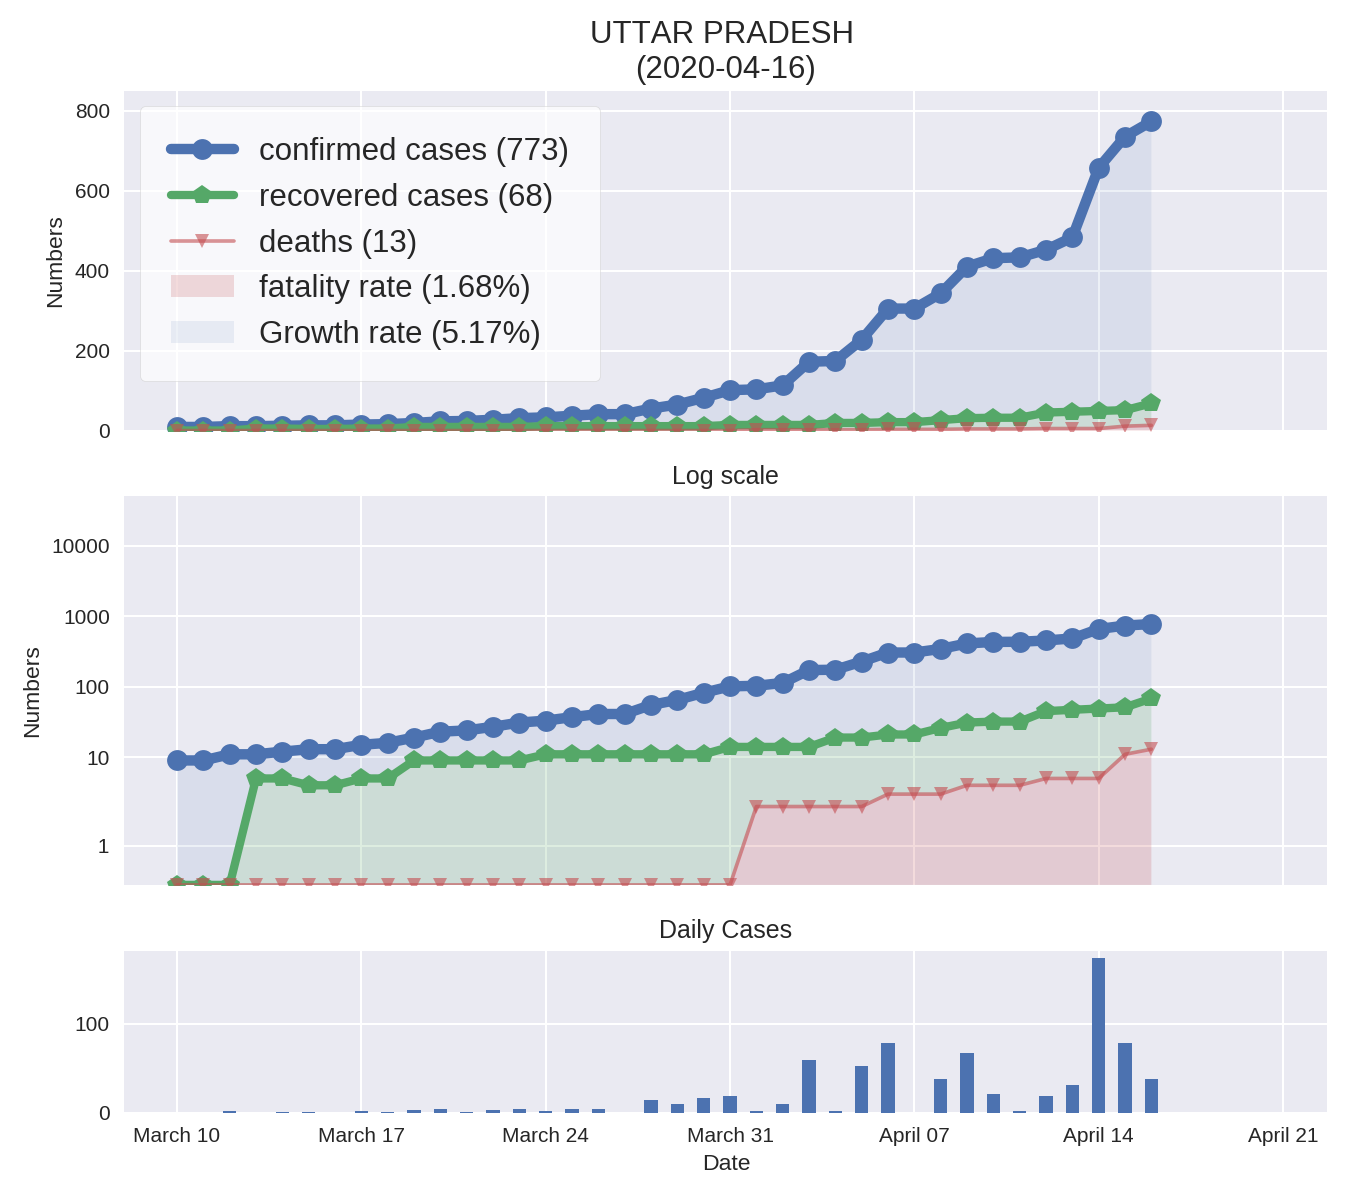 UTTAR PRADESH
(2020-04-16)
Numbers
800
600
400
200
0
confirmed cases (773)
recovered cases (68)
deaths (13)
fatality rate (1.68%)
Growth rate (5.17%)
Log scale
Numbers
10000
1000
100
10
1
Daily Cases
100
0
March 10 March 17 March 24 March 31 April 07 April 14 April 21
Date